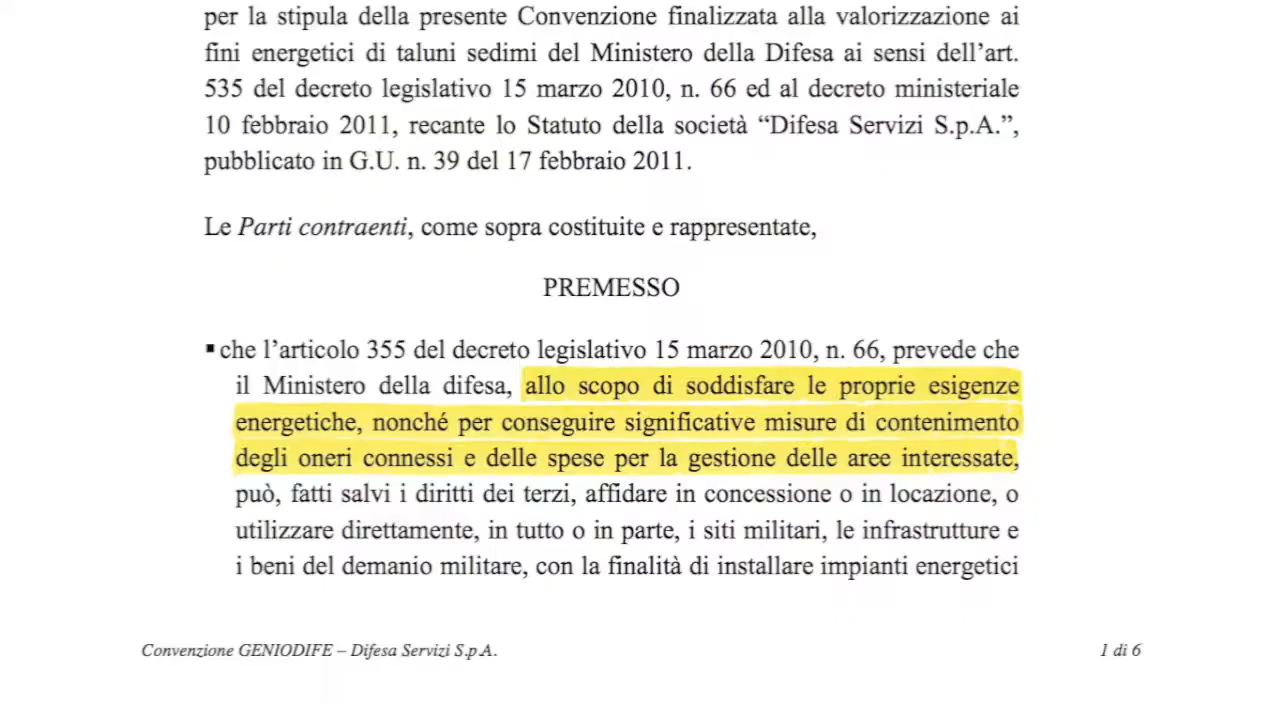 per la stipula della presente Convenzione finalizzata alla valorizzazione ai
fini energetici di taluni sedimi del Ministero della Difesa ai sensi dell’art.
535 del decreto legislativo 15 marzo 2010, n. 66 ed al decreto ministeriale
10 febbraio 2011, recante lo Statuto della società “Difesa Servizi S.p.A.”,
pubblicato in G.U. n. 39 del 17 febbraio 2011.
Le Parti contraenti, come sopra costituite e rappresentate,
PREMESSO
▪ che l’articolo 355 del decreto legislativo 15 marzo 2010, n. 66, prevede che
il Ministero della difesa, allo scopo di soddisfare le proprie esigenze
energetiche, nonché per conseguire significative misure di contenimento
degli oneri connessi e delle spese per la gestione delle aree interessate,
può, fatti salvi i diritti dei terzi, affidare in concessione o in locazione, o
utilizzare direttamente, in tutto o in parte, i siti militari, le infrastrutture e
i beni del demanio militare, con la finalità di installare impianti energetici
Convenzione GENIODIFE – Difesa Servizi S.p.A.
1 di 6